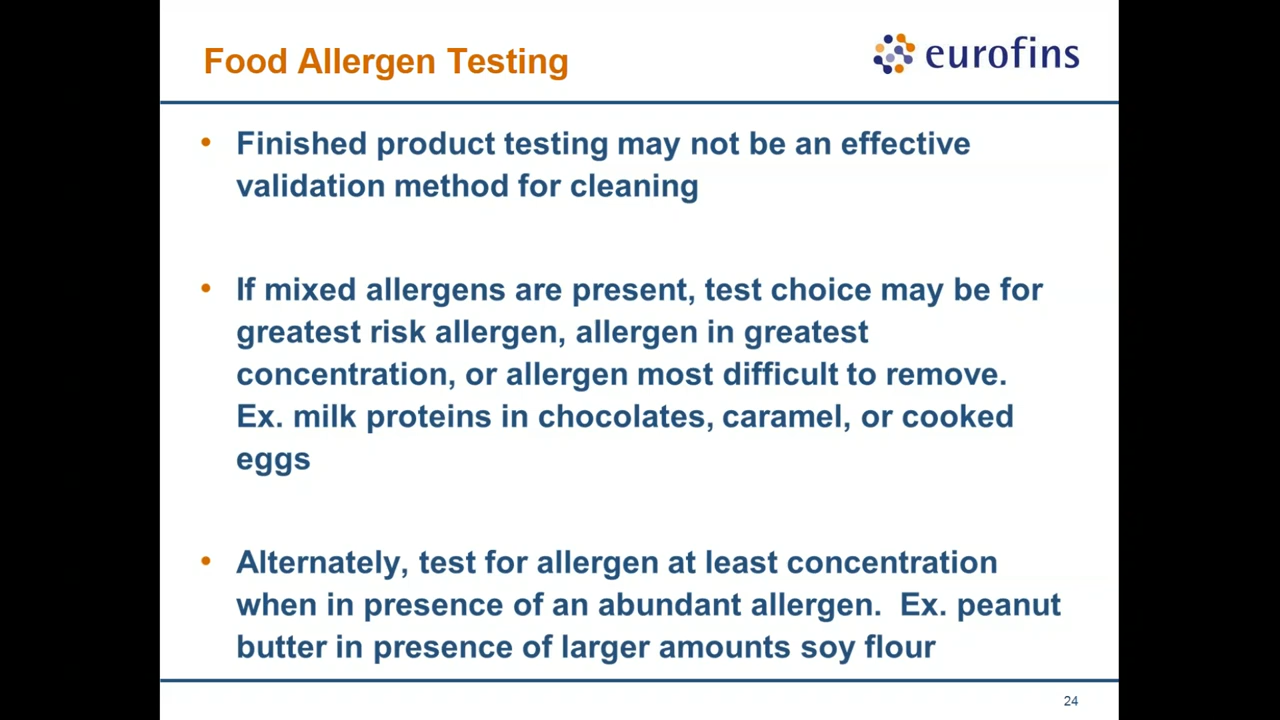 Food Allergen Testing
eurofins
• Finished product testing may not be an effective
validation method for cleaning
• If mixed allergens are present, test choice may be for
greatest risk allergen, allergen in greatest
concentration, or allergen most difficult to remove.
Ex. milk proteins in chocolates, caramel, or cooked
eggs
• Alternately, test for allergen at least concentration
when in presence of an abundant allergen.  Ex. peanut
butter in presence of larger amounts soy flour
24